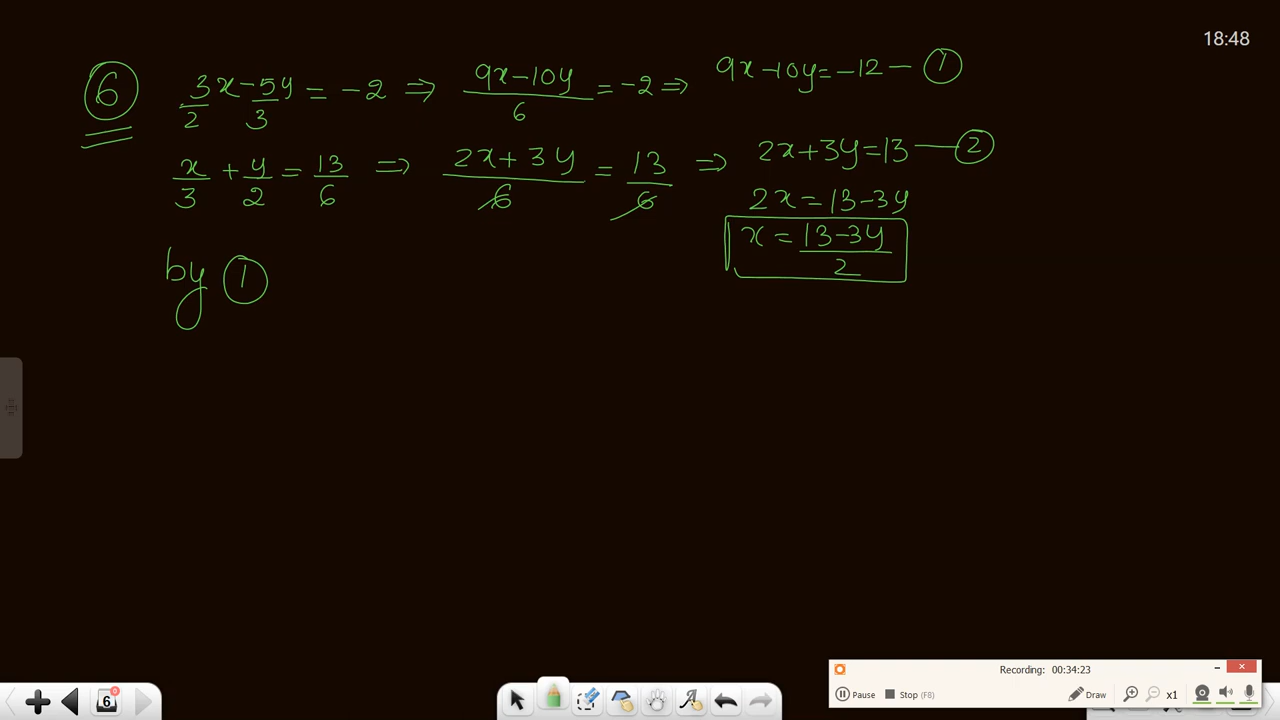 18:48
6 3/2 x - 5y/3 = -2 ⇒ 9x-10y/6 = -2 ⇒ 9x-10y=-12 — 1
x/3 + y/2 = 13/6 ⇒ 2x+3y/6 = 13/6 ⇒ 2x+3y=13 — 2
2x=13-3y
x = 13-3y/2
by 1
Recording: 00:34:23
Pause Stop (F8) Draw x1
6 0